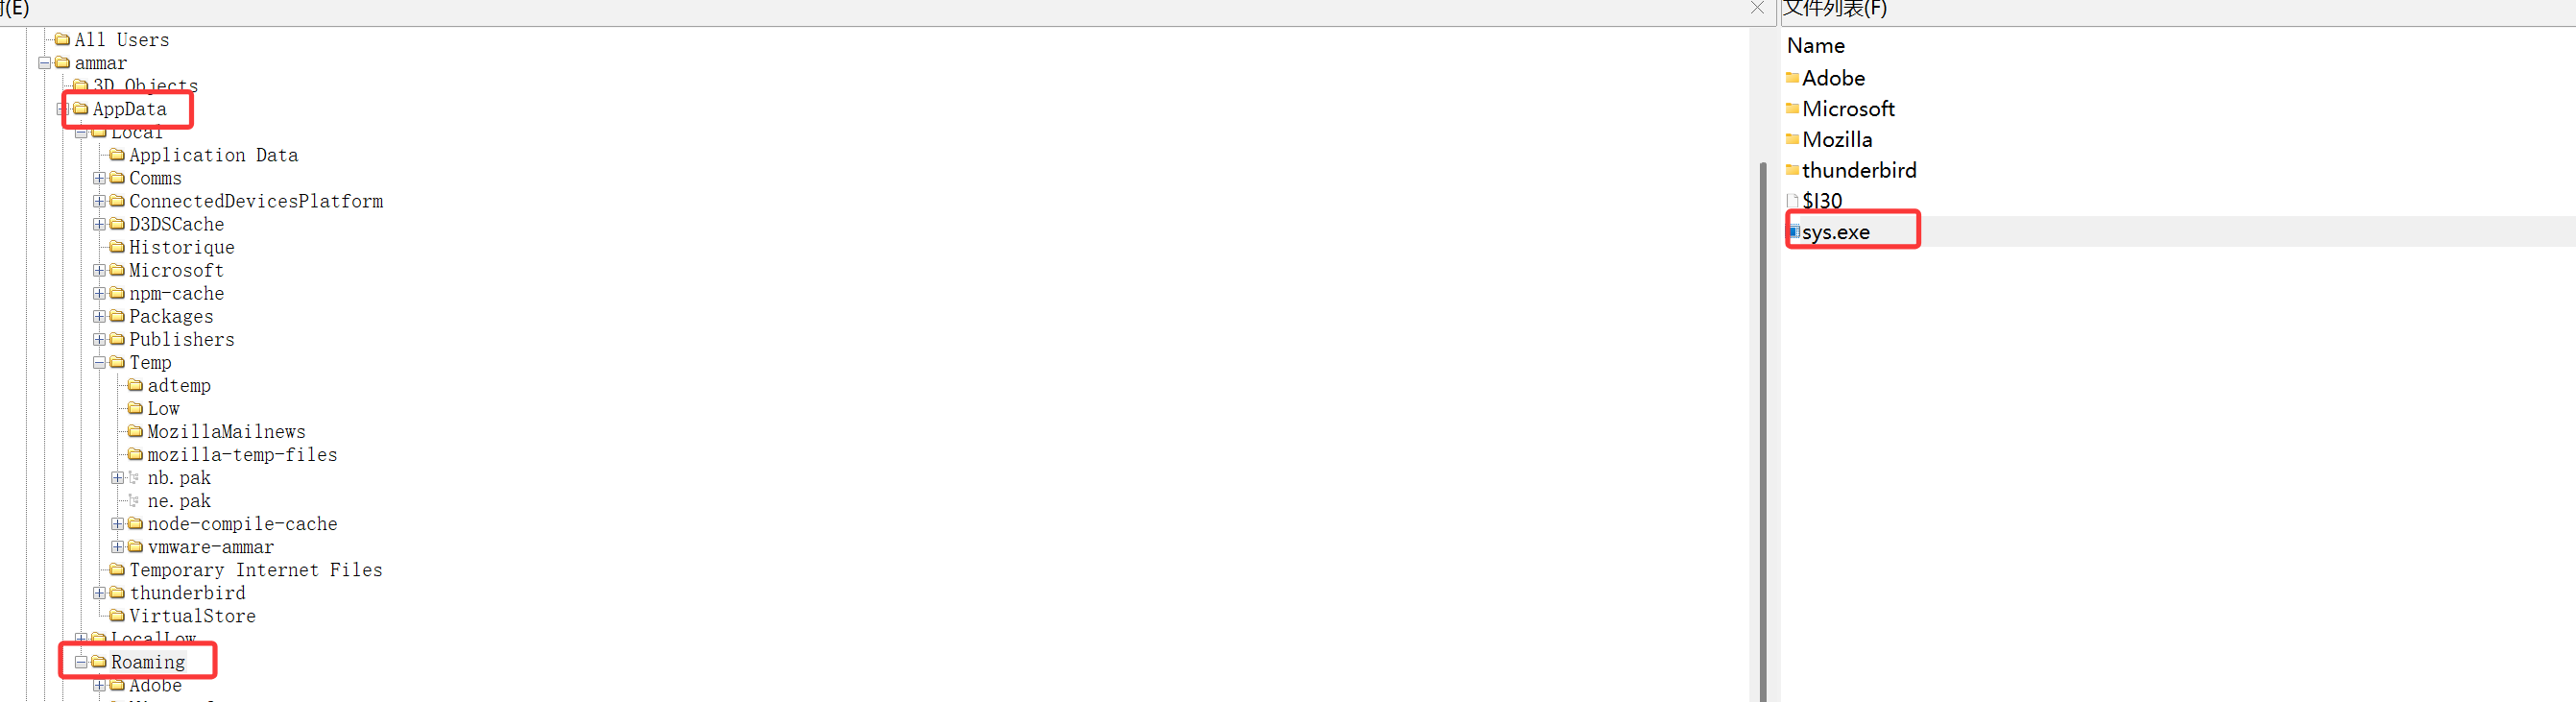 (E)
All Users
ammar
3D Objects
AppData
Local
Application Data
Comms
ConnectedDevicesPlatform
D3DSCache
Historique
Microsoft
npm-cache
Packages
Publishers
Temp
adtemp
Low
MozillaMailnews
mozilla-temp-files
nb.pak
ne.pak
node-compile-cache
vmware-ammar
Temporary Internet Files
thunderbird
VirtualStore
LocalLow
Roaming
Adobe
文件列表(F)
Name
Adobe
Microsoft
Mozilla
thunderbird
$I30
sys.exe